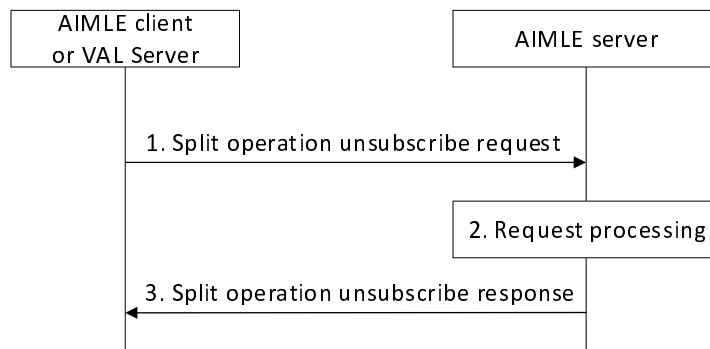 AIMLE client
or VAL Server
AIMLE server
1. Split operation unsubscribe request
2. Request processing
3. Split operation unsubscribe response